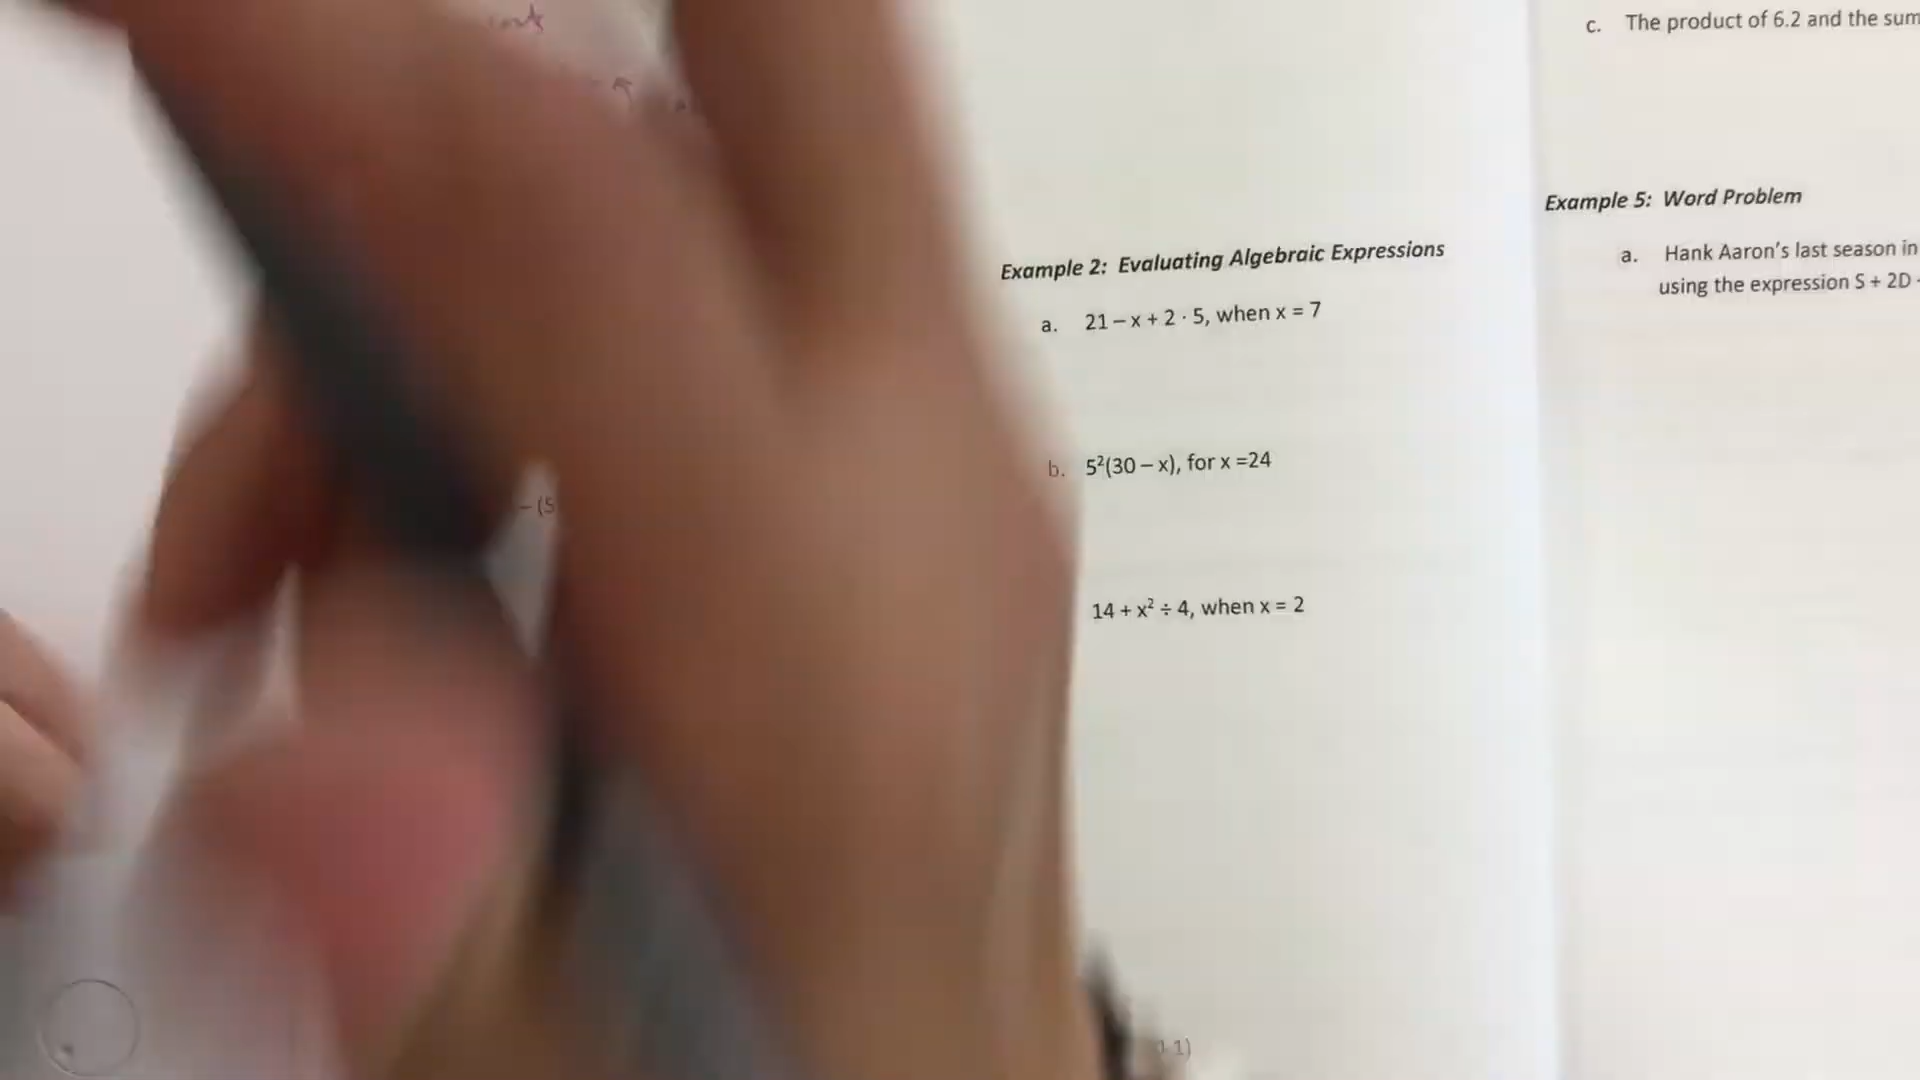 - (5
Example 2: Evaluating Algebraic Expressions
a. 21 – x + 2 · 5, when x = 7
b. 5²(30 – x), for x =24
14 + x² ÷ 4, when x = 2
1)
c. The product of 6.2 and the sum
Example 5: Word Problem
a. Hank Aaron's last season in
using the expression S + 2D